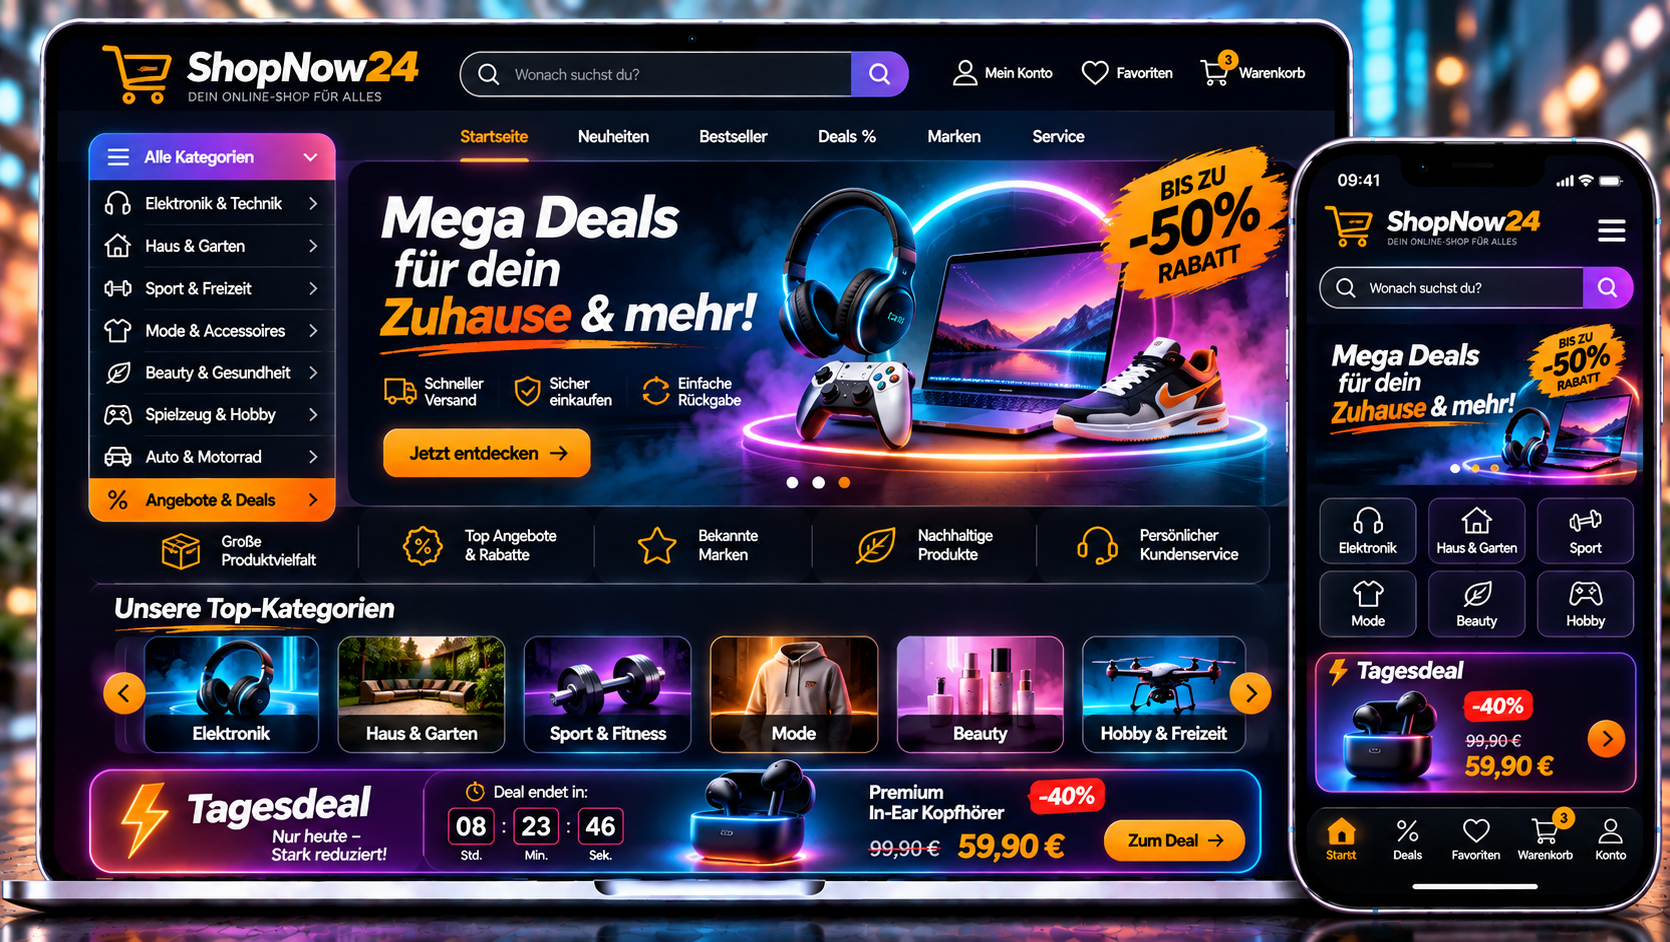 ShopNow24
DEIN ONLINE-SHOP FÜR ALLES
Wonach suchst du?
Mein Konto
Favoriten
3
Warenkorb
Startseite
Neuheiten
Bestseller
Deals %
Marken
Service
Alle Kategorien
Elektronik & Technik
Haus & Garten
Sport & Freizeit
Mode & Accessoires
Beauty & Gesundheit
Spielzeug & Hobby
Auto & Motorrad
% Angebote & Deals
Mega Deals
für dein
Zuhause & mehr!
Schneller
Versand
Sicher
einkaufen
Einfache
Rückgabe
Jetzt entdecken →
BIS ZU
-50%
RABATT
Große
Produktvielfalt
%
Top Angebote
& Rabatte
Bekannte
Marken
Nachhaltige
Produkte
Persönlicher
Kundenservice
Unsere Top-Kategorien
Elektronik
Haus & Garten
Sport & Fitness
Mode
Beauty
Hobby & Freizeit
Tagesdeal
Nur heute –
Stark reduziert!
Deal endet in:
08 : 23 : 46
Std. Min. Sek.
Premium
In-Ear Kopfhörer
-40%
99,90 € 59,90 €
Zum Deal →
09:41
ShopNow24
DEIN ONLINE-SHOP FÜR ALLES
Wonach suchst du?
Mega Deals
für dein
Zuhause & mehr!
BIS ZU
-50%
RABATT
Elektronik
Haus & Garten
Sport
Mode
Beauty
Hobby
Tagesdeal
-40%
99,90 €
59,90 €
Startst
%
Deals
Favoriten
3
Warenkorb
Konto